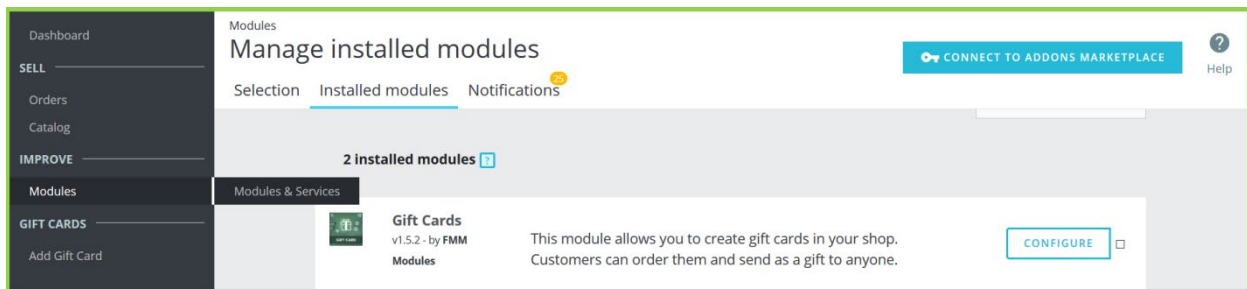 Dashboard
SELL
Orders
Catalog
IMPROVE
Modules
Modules & Services
GIFT CARDS
Add Gift Card
Modules
Manage installed modules
CONNECT TO ADDONS MARKETPLACE
?
Help
Selection Installed modules Notifications 25
2 installed modules ?
GIFT CARDS
Gift Cards
v1.5.2 - by FMM
Modules
This module allows you to create gift cards in your shop.
Customers can order them and send as a gift to anyone.
CONFIGURE